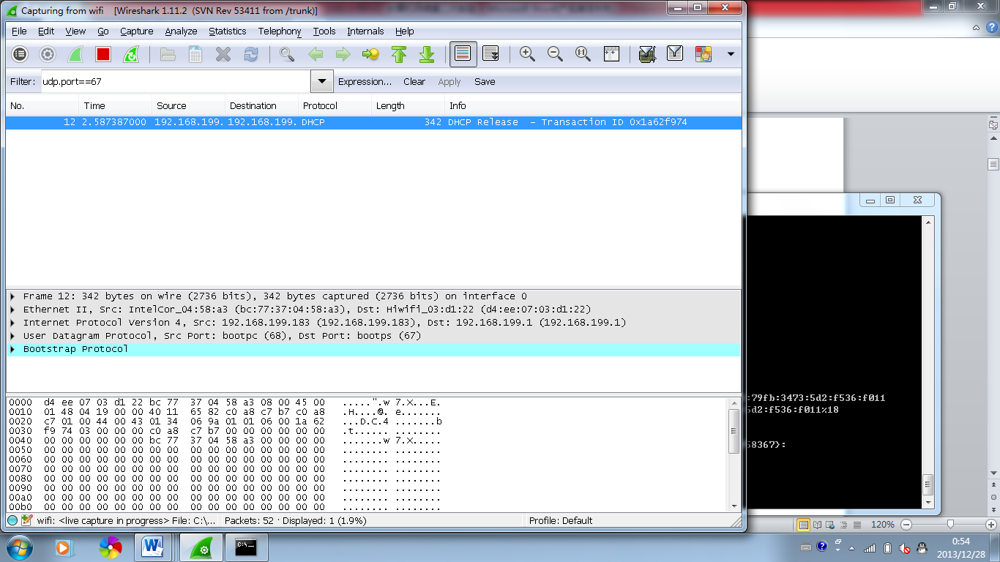 Capturing from wifi [Wireshark 1.11.2 (SVN Rev 53411 from /trunk)]
File Edit View Go Capture Analyze Statistics Telephony Tools Internals Help
Filter: udp.port==67 Expression... Clear Apply Save
No. Time Source Destination Protocol Length Info
12 2.587387000 192.168.199. 192.168.199. DHCP 342 DHCP Release – Transaction ID 0x1a62f974
Frame 12: 342 bytes on wire (2736 bits), 342 bytes captured (2736 bits) on interface 0
Ethernet II, Src: IntelCor_04:58:a3 (bc:77:37:04:58:a3), Dst: Hiwifi_03:d1:22 (d4:ee:07:03:d1:22)
Internet Protocol Version 4, Src: 192.168.199.183 (192.168.199.183), Dst: 192.168.199.1 (192.168.199.1)
User Datagram Protocol, Src Port: bootpc (68), Dst Port: bootps (67)
Bootstrap Protocol
0000 d4 ee 07 03 d1 22 bc 77 37 04 58 a3 08 00 45 00 .....".w 7.X...E.
0010 01 48 04 19 00 00 40 11 65 82 c0 a8 c7 b7 c0 a8 .H....@. e.......
0020 c7 01 00 44 00 43 01 34 06 9a 01 01 06 00 1a 62 ...D.C.4 .......b
0030 f9 74 03 00 00 00 c0 a8 c7 b7 00 00 00 00 00 00 .t...... ........
0040 00 00 00 00 00 00 bc 77 37 04 58 a3 00 00 00 00 .......w 7.X.....
0050 00 00 00 00 00 00 00 00 00 00 00 00 00 00 00 00 ........ ........
0060 00 00 00 00 00 00 00 00 00 00 00 00 00 00 00 00 ........ ........
0070 00 00 00 00 00 00 00 00 00 00 00 00 00 00 00 00 ........ ........
0080 00 00 00 00 00 00 00 00 00 00 00 00 00 00 00 00 ........ ........
0090 00 00 00 00 00 00 00 00 00 00 00 00 00 00 00 00 ........ ........
00a0 00 00 00 00 00 00 00 00 00 00 00 00 00 00 00 00 ........ ........
00b0 00 00 00 00 00 00 00 00 00 00 00 00 00 00 00 00 ........ ........
:79fb:3473:5d2:f536:f011
5d2:f536:f011%18
58367}:
wifi: <live capture in progress> File: C:\... Packets: 52 · Displayed: 1 (1.9%) Profile: Default
120%
C:\
0:54
2013/12/28